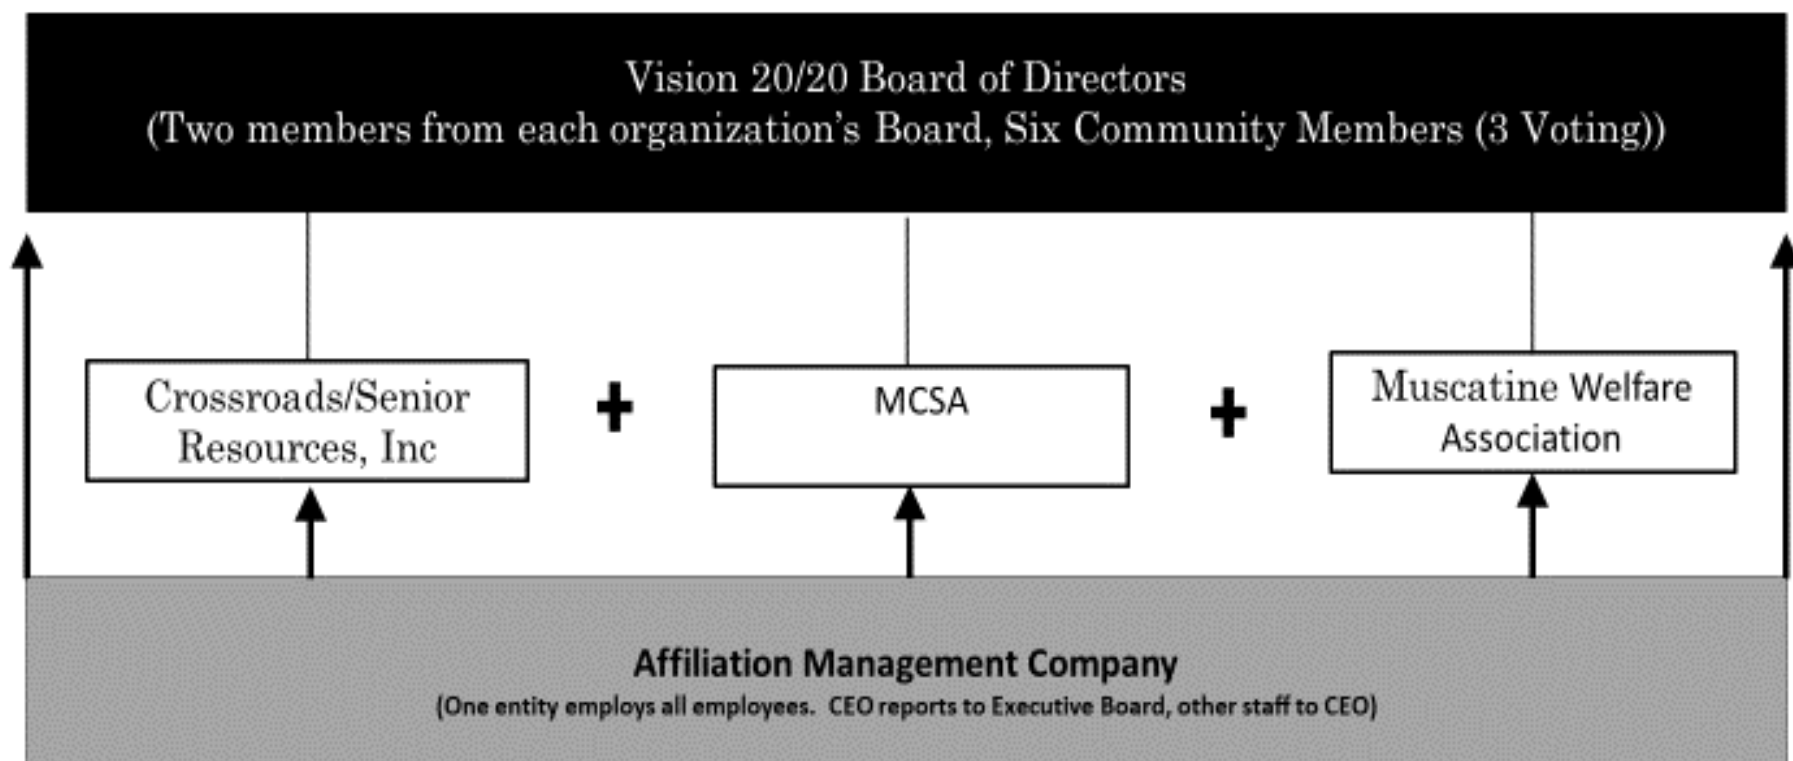 Vision 20/20 Board of Directors
(Two members from each organization's Board, Six Community Members (3 Voting))
Crossroads/Senior
Resources, Inc
+
MCSA
+
Muscatine Welfare
Association
Affiliation Management Company
(One entity employs all employees. CEO reports to Executive Board, other staff to CEO)